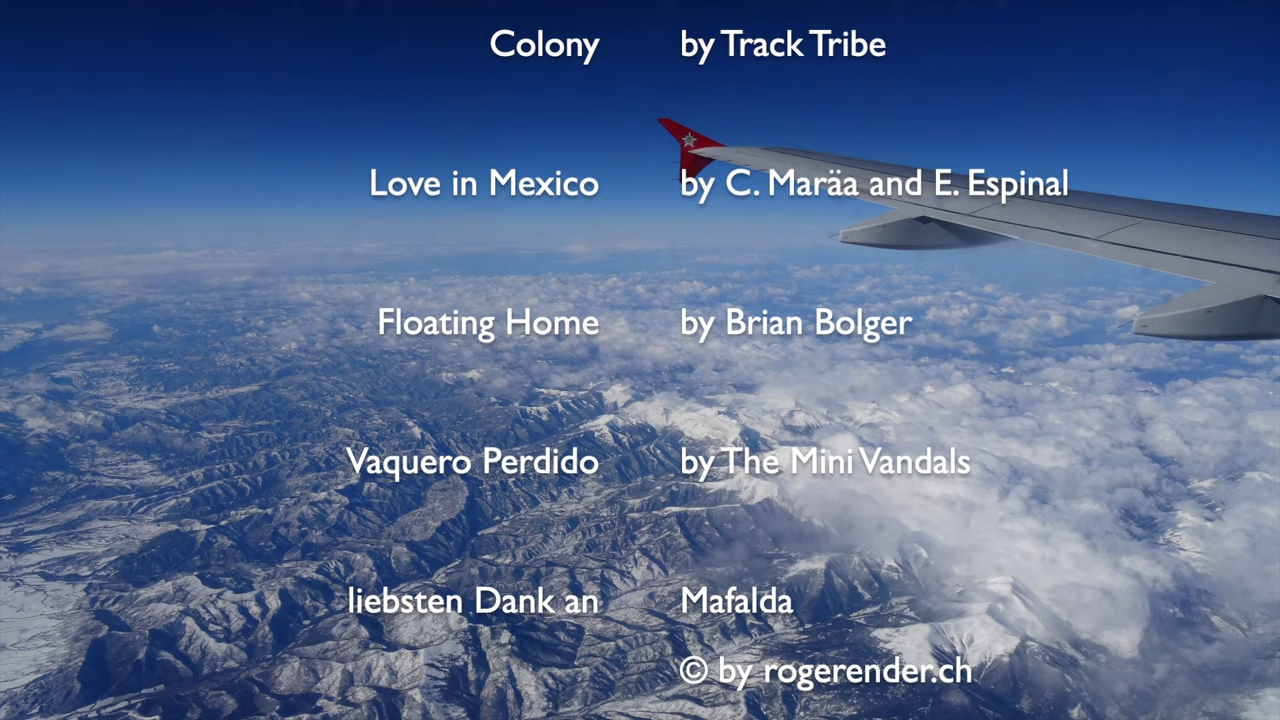 Colony by Track Tribe
Love in Mexico by C. Maräa and E. Espinal
Floating Home by Brian Bolger
Vaquero Perdido by The Mini Vandals
liebsten Dank an Mafalda
© by rogerender.ch